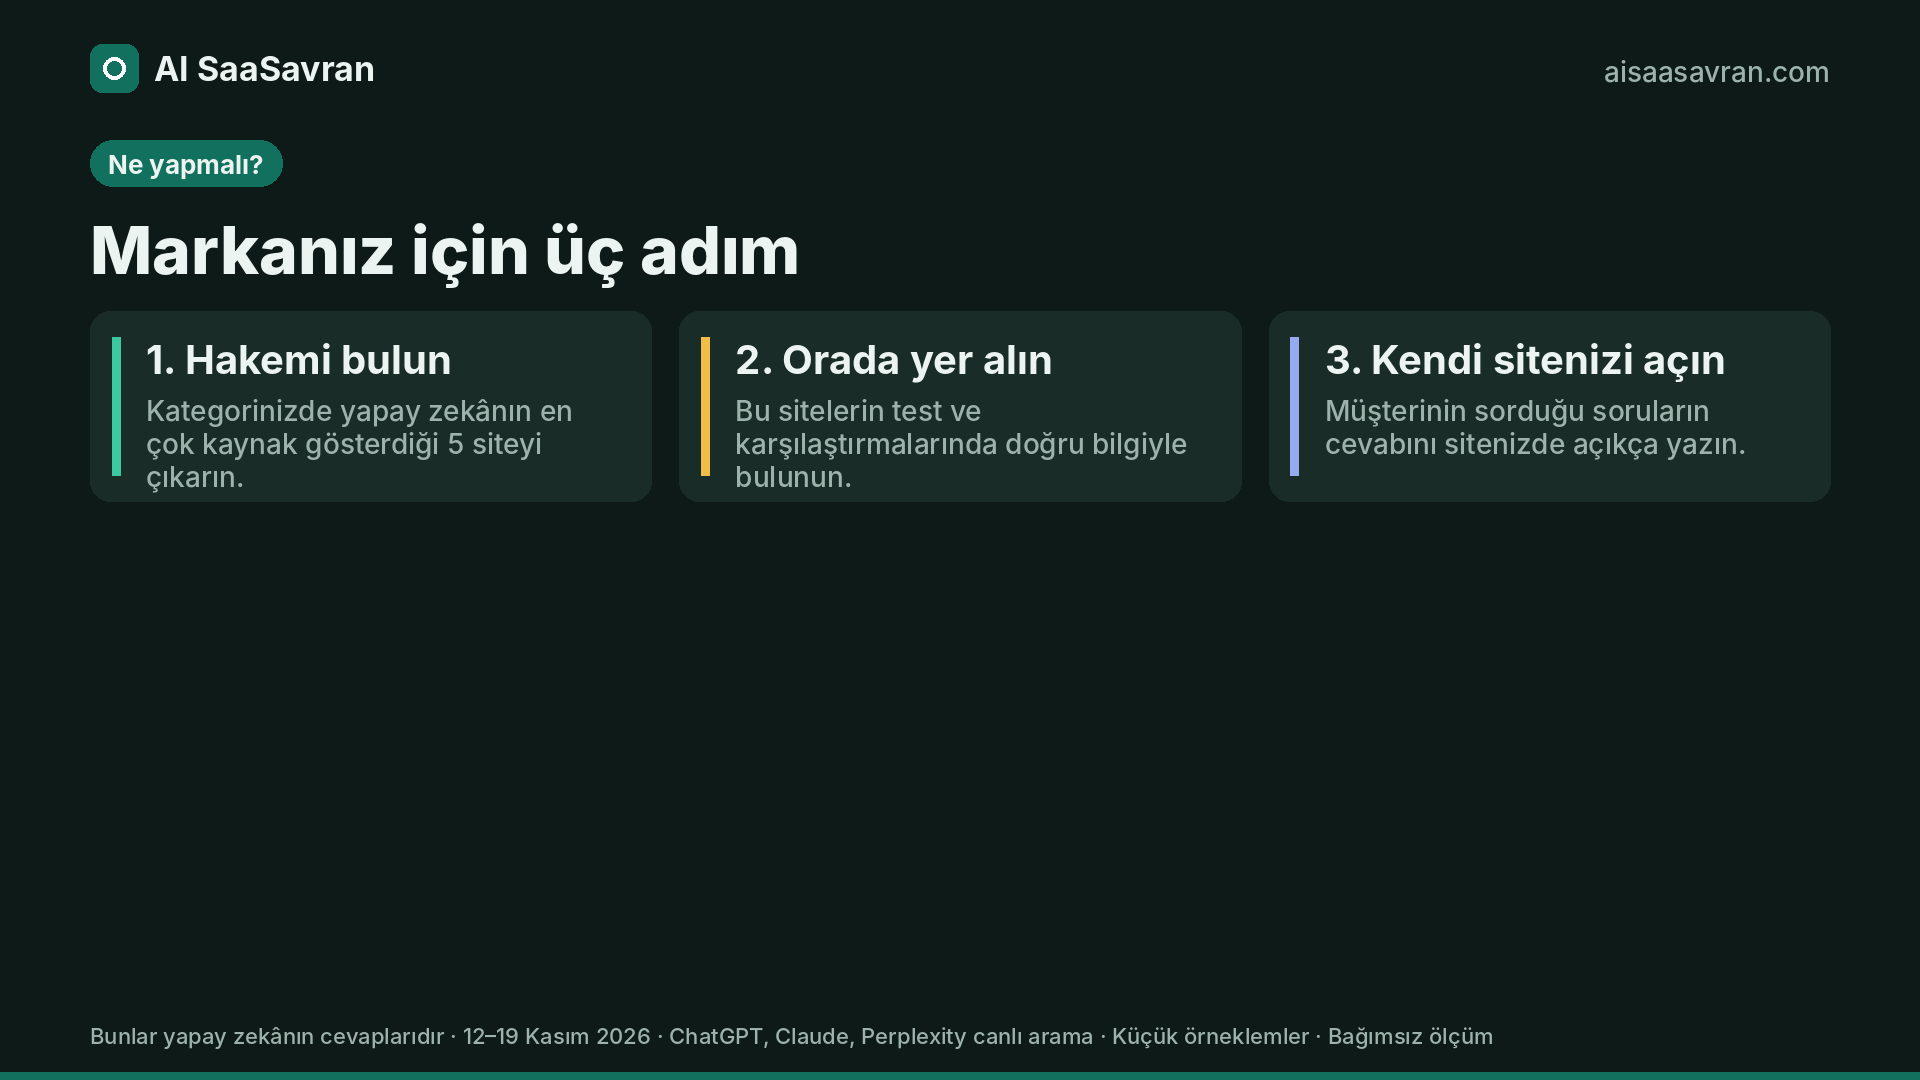 AI SaaSavran
aisaasavran.com
Ne yapmalı?
Markanız için üç adım
1. Hakemi bulun
Kategorinizde yapay zekânın en
çok kaynak gösterdiği 5 siteyi
çıkarın.
2. Orada yer alın
Bu sitelerin test ve
karşılaştırmalarında doğru bilgiyle
bulunun.
3. Kendi sitenizi açın
Müşterinin sorduğu soruların
cevabını sitenizde açıkça yazın.
Bunlar yapay zekânın cevaplarıdır · 12–19 Kasım 2026 · ChatGPT, Claude, Perplexity canlı arama · Küçük örneklemler · Bağımsız ölçüm